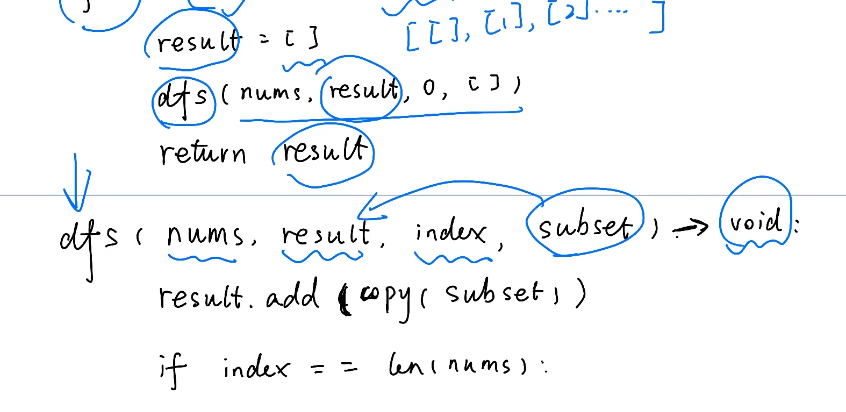 [[], [1], [2].... ]
result = []
dfs ( nums, result, 0, [] )
return result
dfs ( nums, result, index, subset ) → void:
result. add ( copy ( subset ) )
if index == len ( nums ) :